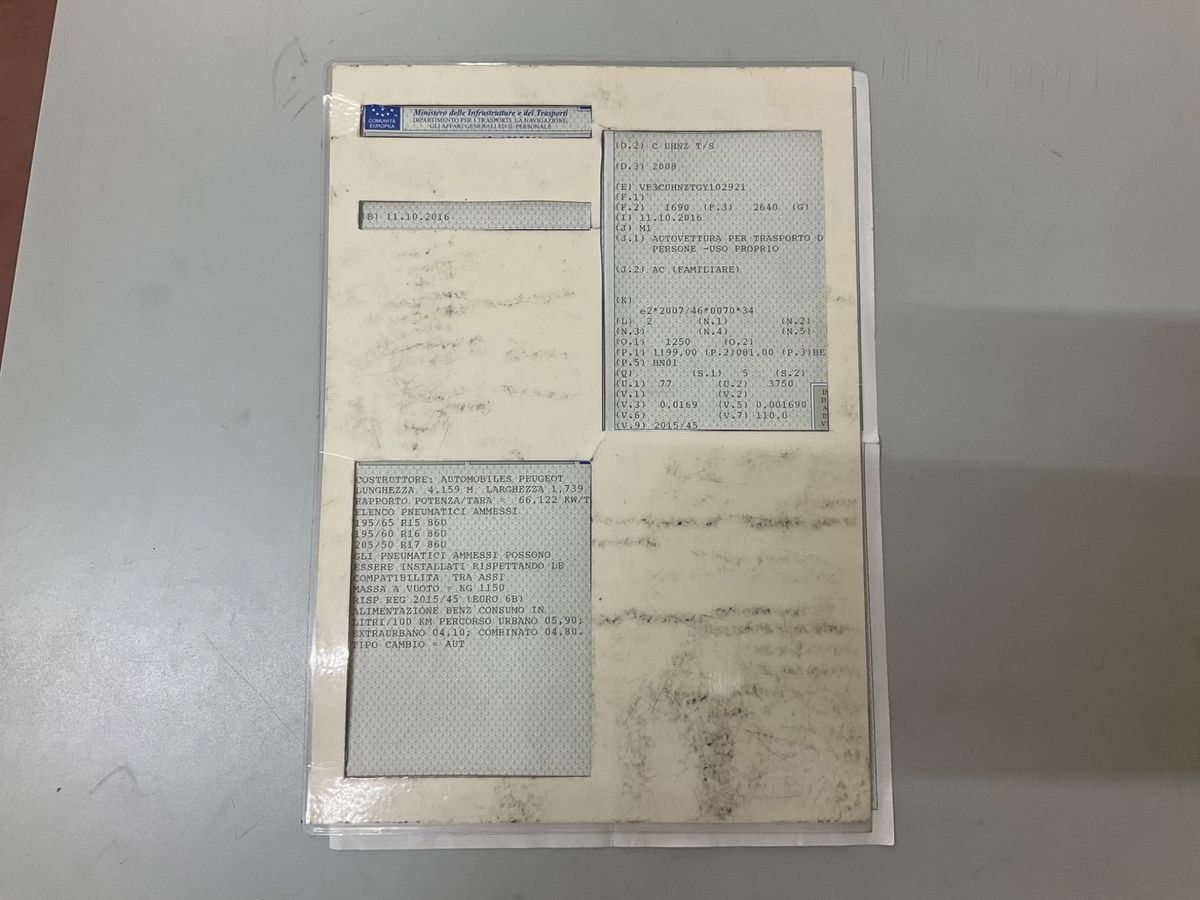 COMUNITÀ
EUROPEA
Ministero delle Infrastrutture e dei Trasporti
DIPARTIMENTO PER I TRASPORTI, LA NAVIGAZIONE,
GLI AFFARI GENERALI ED IL PERSONALE
(B) 11.10.2016
(D.2) C UHNZ T/S
(D.3) 2008
(E) VF3CUHNZTGY102921
(F.1)
(F.2) 1690 (F.3) 2640 (G)
(I) 11.10.2016
(J) M1
(J.1) AUTOVETTURA PER TRASPORTO D
PERSONE -USO PROPRIO
(J.2) AC (FAMILIARE)
(K)
e2*2007/46*0070*34
(L) 2 (N.1) (N.2)
(N.3) (N.4) (N.5)
(O.1) 1250 (O.2)
(P.1) 1199,00 (P.2)081,00 (P.3)BE
(P.5) HN01
(Q) (S.1) 5 (S.2)
(U.1) 77 (U.2) 3750
(V.1) (V.2)
(V.3) 0,0169 (V.5) 0,001690
(V.6) (V.7) 110,0
(V.9) 2015/45
COSTRUTTORE: AUTOMOBILES PEUGEOT
LUNGHEZZA 4,159 M LARGHEZZA 1,739
RAPPORTO POTENZA/TARA = 66,122 KW/T
ELENCO PNEUMATICI AMMESSI
195/65 R15 86U
195/60 R16 86U
205/50 R17 86U
GLI PNEUMATICI AMMESSI POSSONO
ESSERE INSTALLATI RISPETTANDO LE
COMPATIBILITA TRA ASSI
MASSA A VUOTO = KG 1150
RISP REG 2015/45 (EURO 6B)
ALIMENTAZIONE BENZ CONSUMO IN
LITRI/100 KM PERCORSO URBANO 05,90;
EXTRAURBANO 04,10; COMBINATO 04,80.
TIPO CAMBIO = AUT